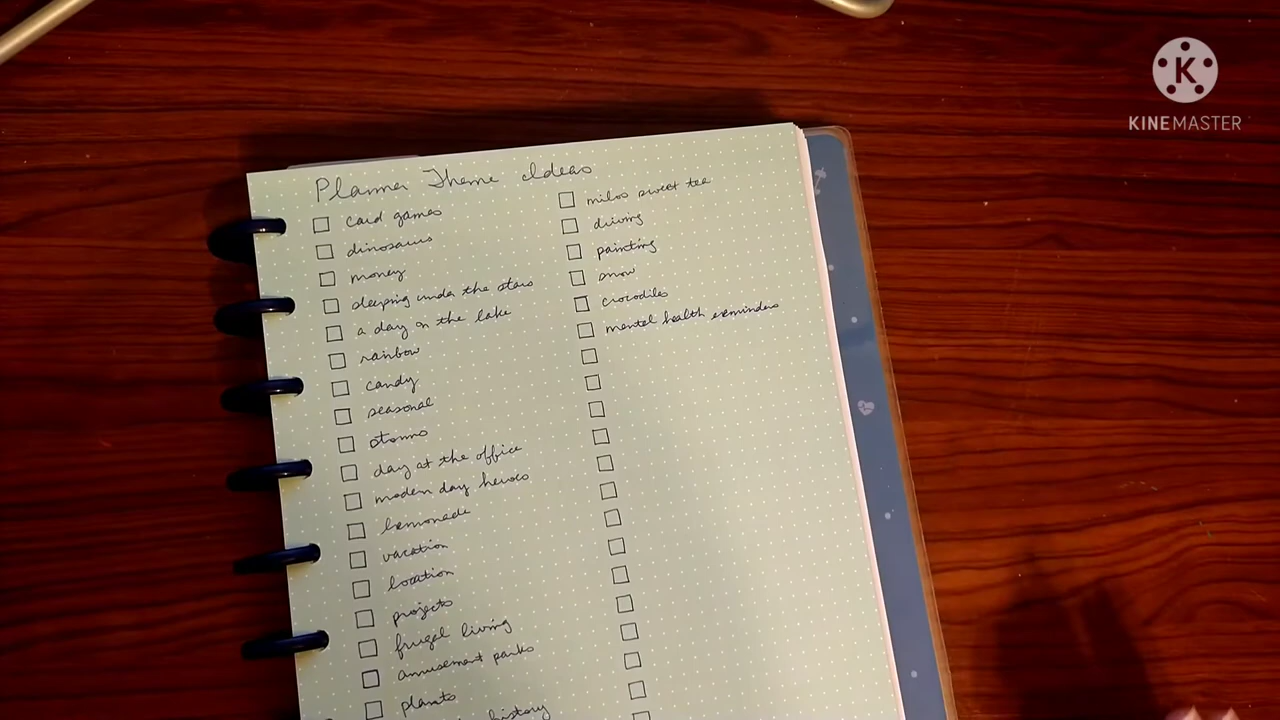 Planner Theme Ideas
card games
dinosaurs
money
sleeping under the stars
a day on the lake
rainbow
candy
seasonal
storms
day at the office
modern day heroes
lemonade
vacation
location
projects
frugal living
amusement parks
plants
history
milos sweet tea
driving
painting
snow
crocodiles
mental health reminders
KINEMASTER